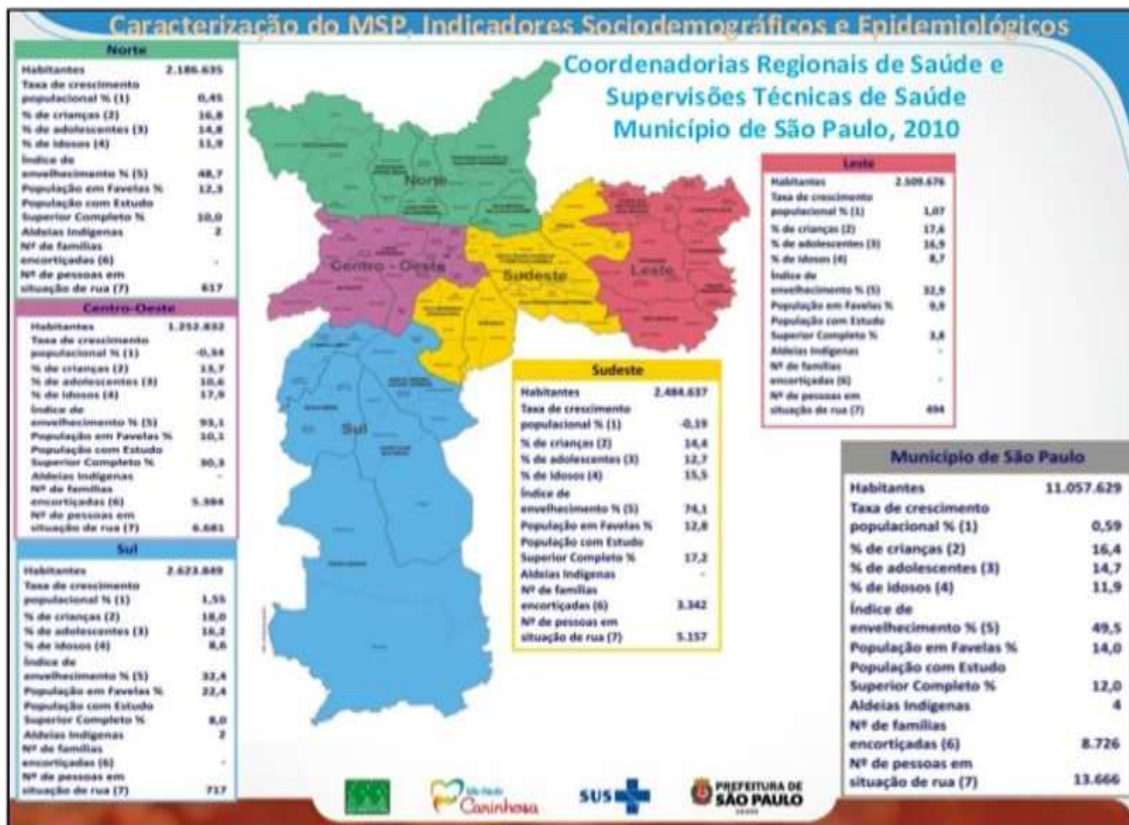 Caracterização do MSP, Indicadores Sociodemográficos e Epidemiológicos
Coordenadorias Regionais de Saúde e
Supervisões Técnicas de Saúde
Município de São Paulo, 2010
Norte
Habitantes 2.186.635
Taxa de crescimento
populacional % (1) 0,45
% de crianças (2) 16,8
% de adolescentes (3) 14,8
% de idosos (4) 11,9
Índice de
envelhecimento % (5) 48,7
População em Favelas % 12,3
População com Estudo
Superior Completo % 10,0
Aldeias Indígenas 2
Nº de famílias
encortiçadas (6) -
Nº de pessoas em
situação de rua (7) 617
Centro-Oeste
Habitantes 1.252.832
Taxa de crescimento
populacional % (1) -0,34
% de crianças (2) 13,7
% de adolescentes (3) 10,6
% de idosos (4) 17,9
Índice de
envelhecimento % (5) 93,1
População em Favelas % 10,1
População com Estudo
Superior Completo % 30,3
Aldeias Indígenas -
Nº de famílias
encortiçadas (6) 5.384
Nº de pessoas em
situação de rua (7) 6.681
Sul
Habitantes 2.623.849
Taxa de crescimento
populacional % (1) 1,55
% de crianças (2) 18,0
% de adolescentes (3) 16,2
% de idosos (4) 8,6
Índice de
envelhecimento % (5) 32,4
População em Favelas % 22,4
População com Estudo
Superior Completo % 8,0
Aldeias Indígenas 2
Nº de famílias
encortiçadas (6) -
Nº de pessoas em
situação de rua (7) 717
Norte
Centro - Oeste
Sudeste
Leste
Sul
Leste
Habitantes 2.509.676
Taxa de crescimento
populacional % (1) 1,07
% de crianças (2) 17,6
% de adolescentes (3) 16,9
% de idosos (4) 8,7
Índice de
envelhecimento % (5) 32,9
População em Favelas % 9,9
População com Estudo
Superior Completo % 3,8
Aldeias Indígenas -
Nº de famílias
encortiçadas (6) -
Nº de pessoas em
situação de rua (7) 494
Sudeste
Habitantes 2.484.637
Taxa de crescimento
populacional % (1) -0,19
% de crianças (2) 14,4
% de adolescentes (3) 12,7
% de idosos (4) 15,5
Índice de
envelhecimento % (5) 74,1
População em Favelas % 12,8
População com Estudo
Superior Completo % 17,2
Aldeias Indígenas -
Nº de famílias
encortiçadas (6) 3.342
Nº de pessoas em
situação de rua (7) 5.157
Município de São Paulo
Habitantes 11.057.629
Taxa de crescimento
populacional % (1) 0,59
% de crianças (2) 16,4
% de adolescentes (3) 14,7
% de idosos (4) 11,9
Índice de
envelhecimento % (5) 49,5
População em Favelas % 14,0
População com Estudo
Superior Completo % 12,0
Aldeias Indígenas 4
Nº de famílias
encortiçadas (6) 8.726
Nº de pessoas em
situação de rua (7) 13.666
São Paulo
Carinhosa
SUS
PREFEITURA DE
SÃO PAULO